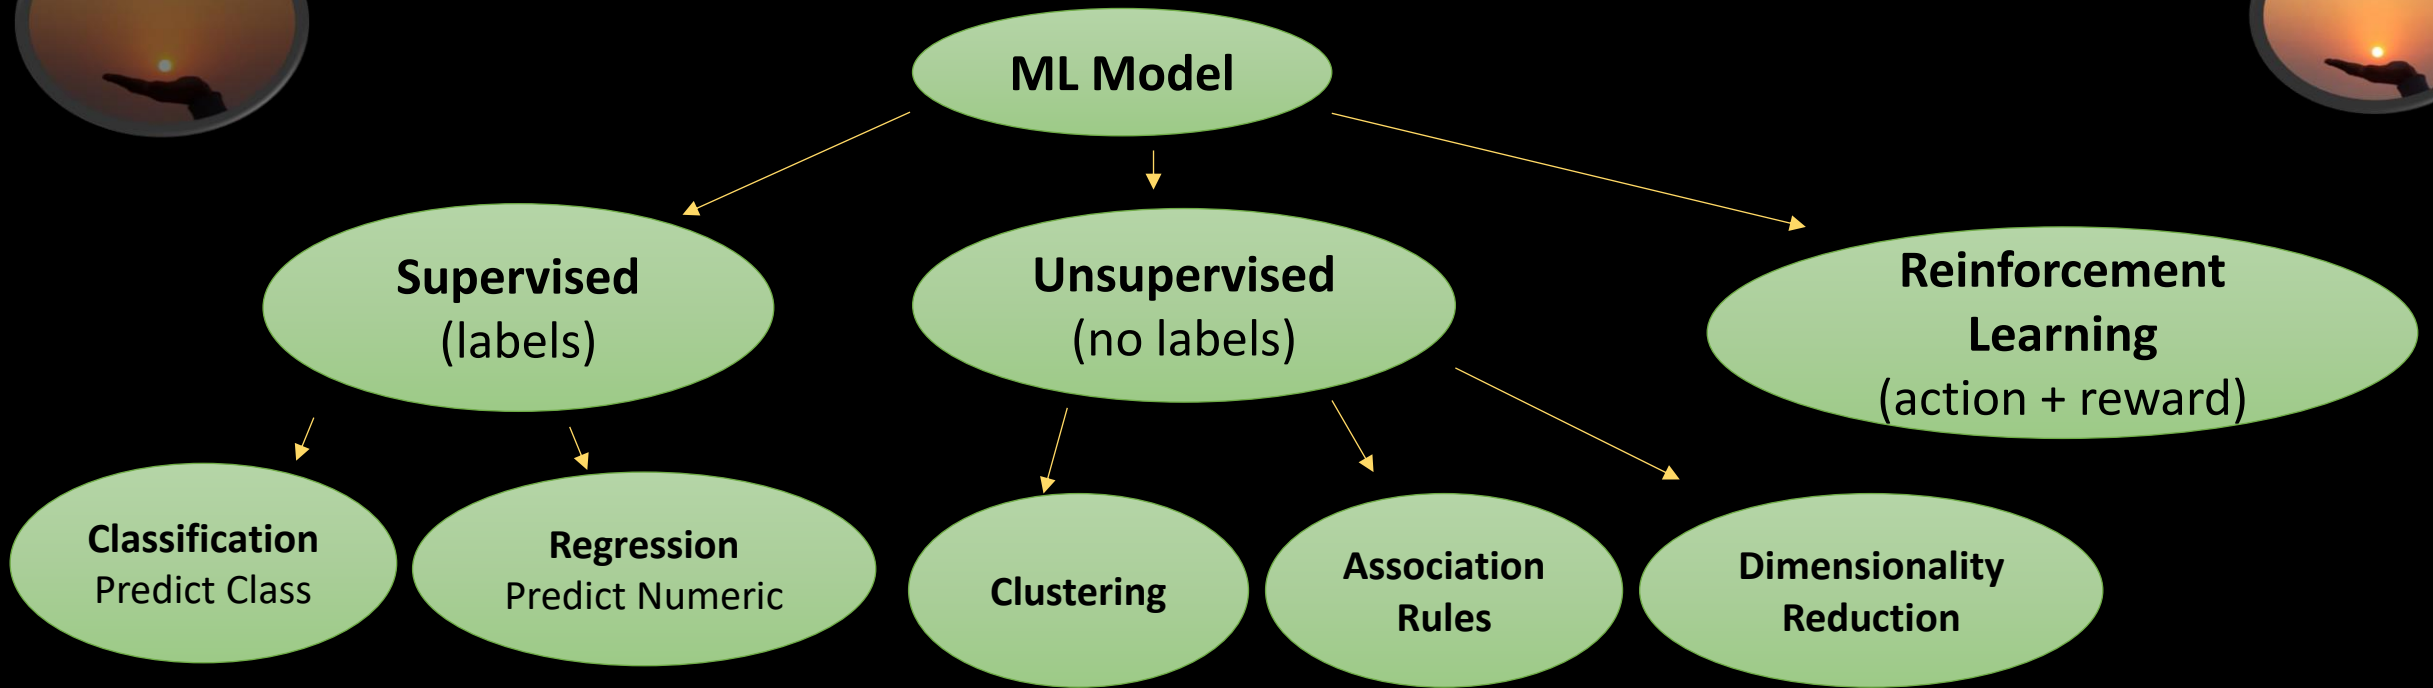 ML Model
Supervised
(labels)
Unsupervised
(no labels)
Reinforcement
Learning
(action + reward)
Classification
Predict Class
Regression
Predict Numeric
Clustering
Association
Rules
Dimensionality
Reduction